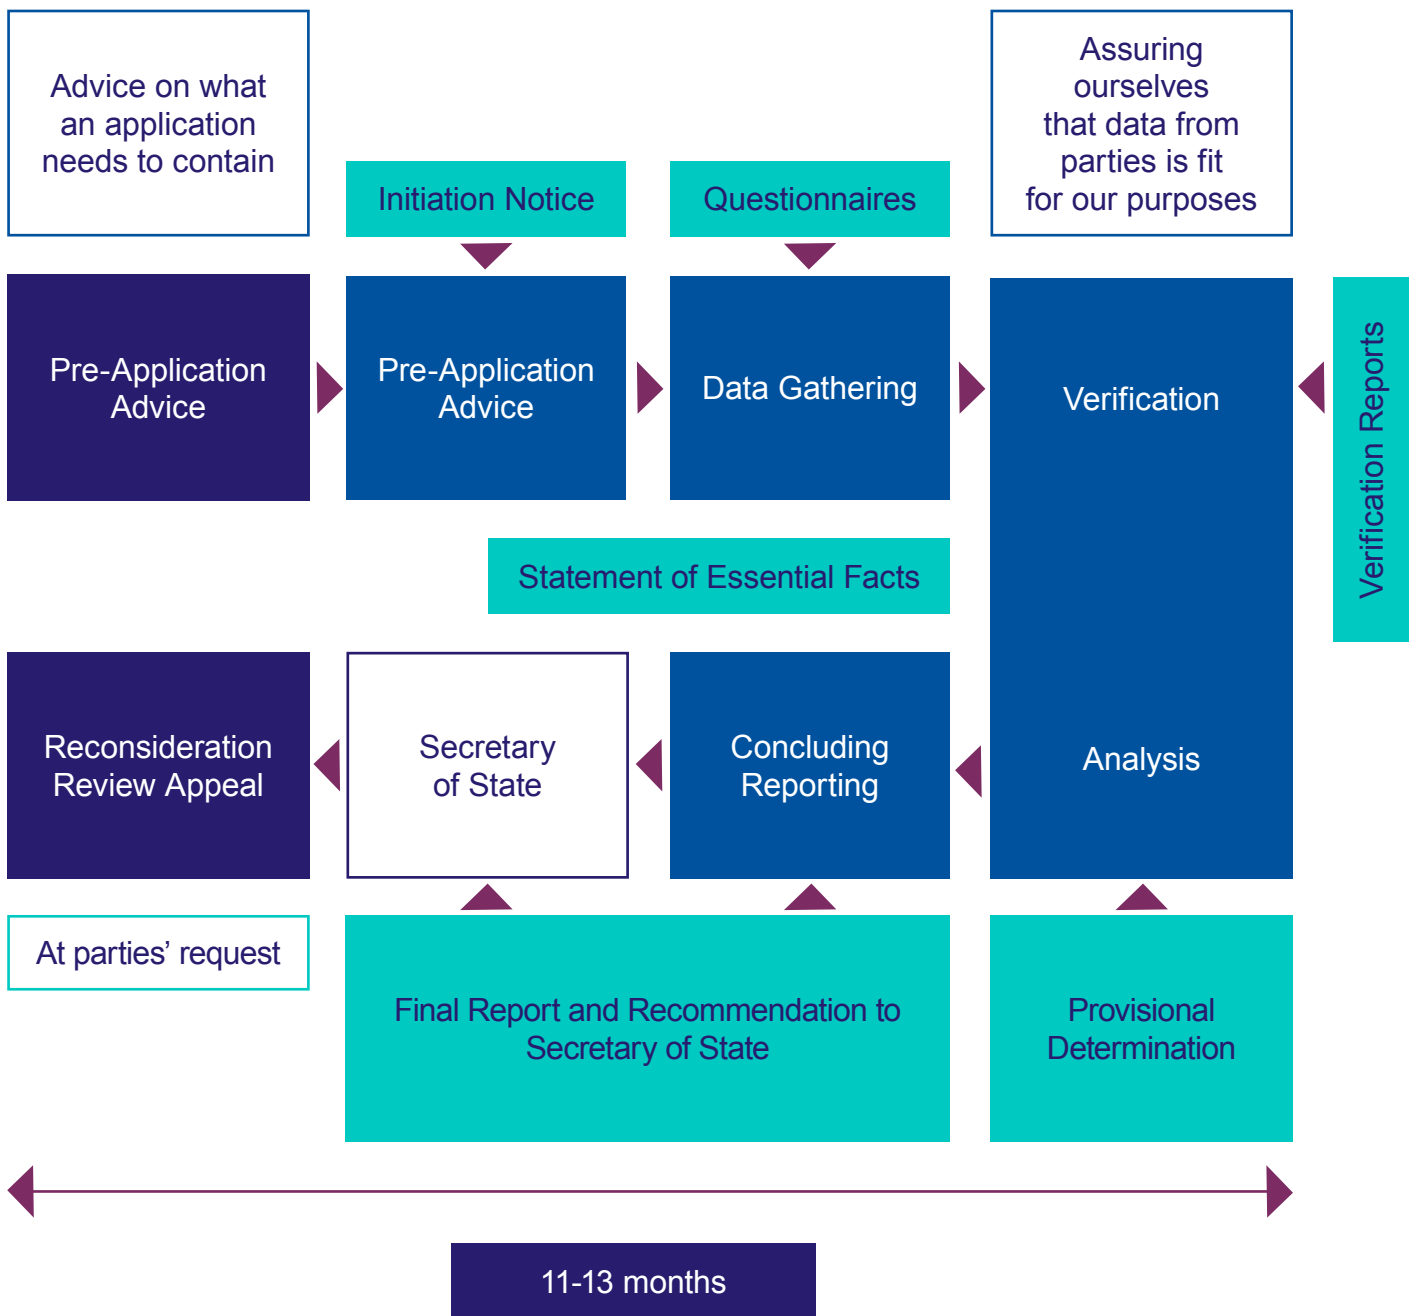 Advice on what
an application
needs to contain
Initiation Notice
Questionnaires
Assuring
ourselves
that data from
parties is fit
for our purposes
Pre-Application
Advice
Pre-Application
Advice
Data Gathering
Verification
Verification Reports
Statement of Essential Facts
Reconsideration
Review Appeal
Secretary
of State
Concluding
Reporting
Analysis
At parties’ request
Final Report and Recommendation to
Secretary of State
Provisional
Determination
11-13 months